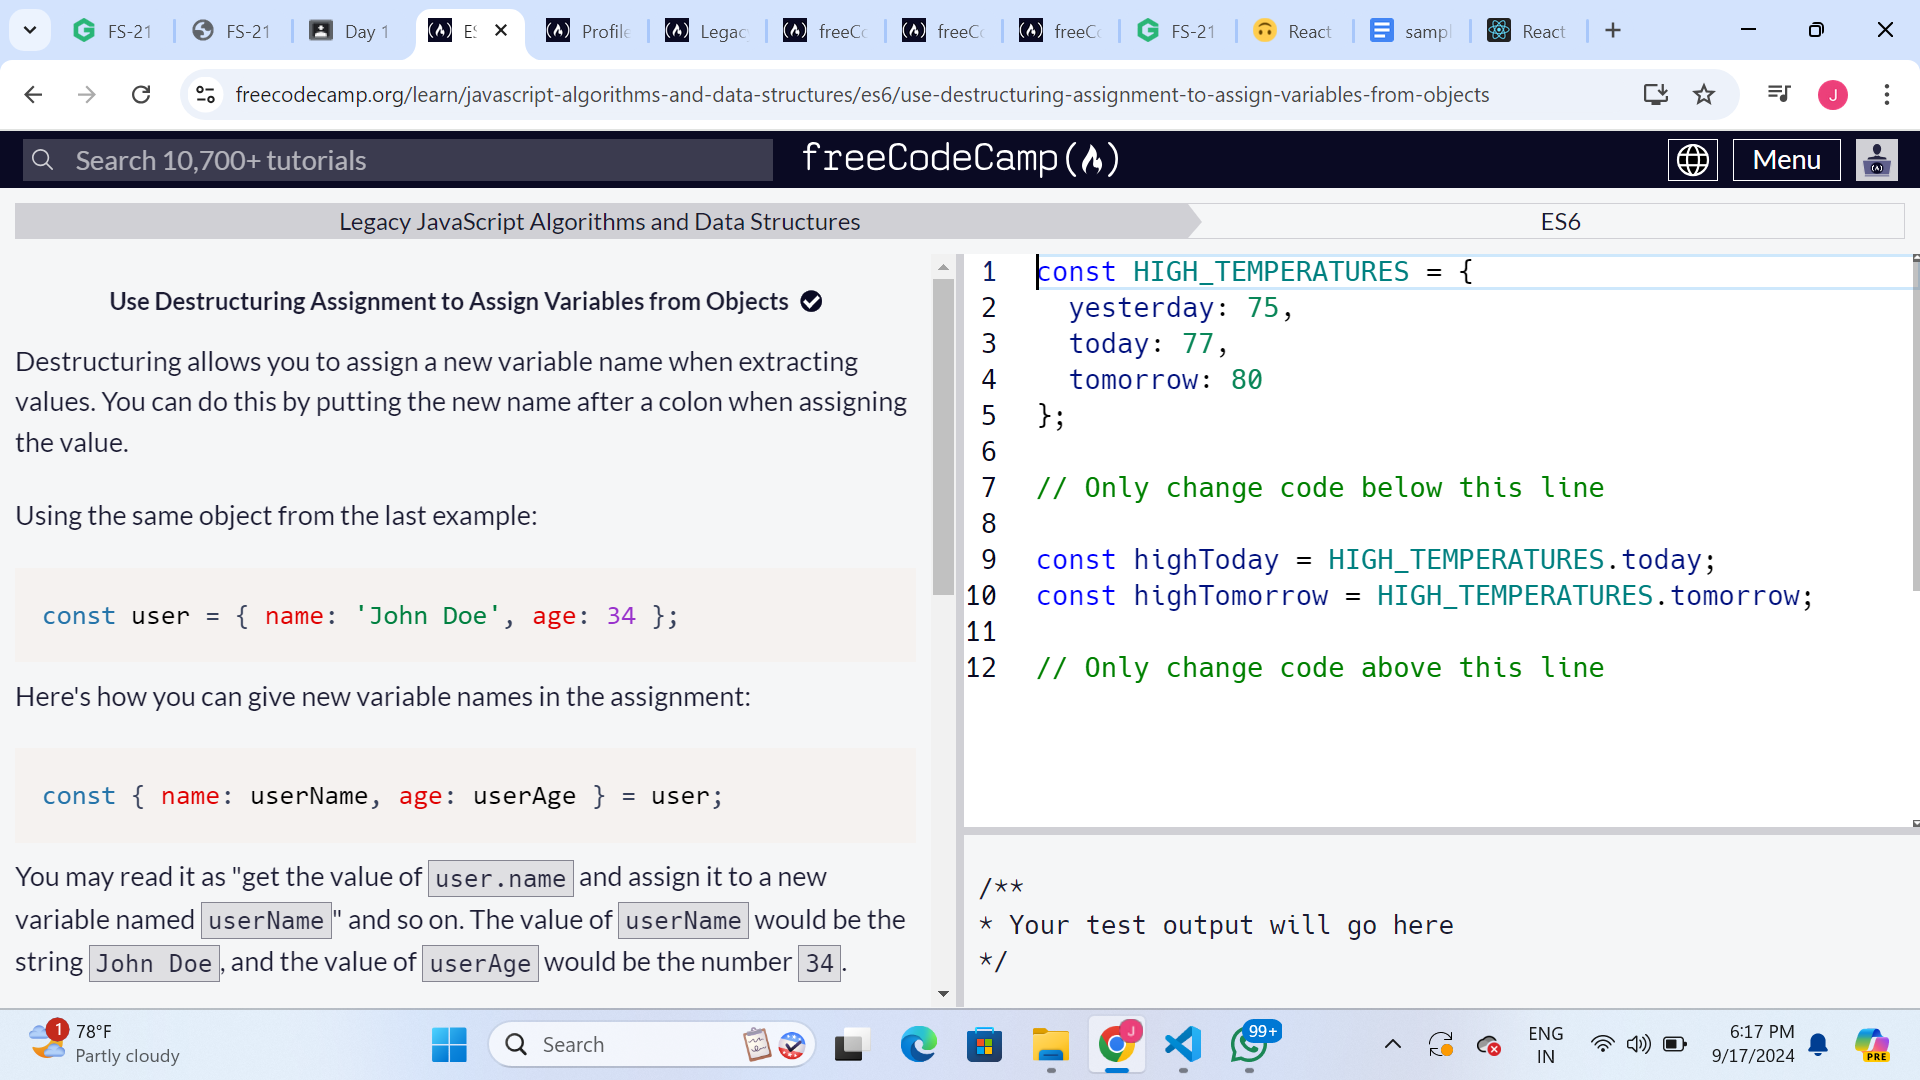 FS-21
FS-21
Day 1
ES
Profile
Legac
freeCo
freeCo
freeCo
FS-21
React
sampl
React
freecodecamp.org/learn/javascript-algorithms-and-data-structures/es6/use-destructuring-assignment-to-assign-variables-from-objects
J
Search 10,700+ tutorials
freeCodeCamp
Menu
Legacy JavaScript Algorithms and Data Structures
ES6
Use Destructuring Assignment to Assign Variables from Objects
Destructuring allows you to assign a new variable name when extracting
values. You can do this by putting the new name after a colon when assigning
the value.
Using the same object from the last example:
const user = { name: 'John Doe', age: 34 };
Here's how you can give new variable names in the assignment:
const { name: userName, age: userAge } = user;
You may read it as "get the value of user.name and assign it to a new
variable named userName" and so on. The value of userName would be the
string John Doe, and the value of userAge would be the number 34.
1 const HIGH_TEMPERATURES = {
2 yesterday: 75,
3 today: 77,
4 tomorrow: 80
5 };
6
7 // Only change code below this line
8
9 const highToday = HIGH_TEMPERATURES.today;
10 const highTomorrow = HIGH_TEMPERATURES.tomorrow;
11
12 // Only change code above this line
/**
* Your test output will go here
*/
1
78°F
Partly cloudy
Search
J
99+
ENG
IN
6:17 PM
9/17/2024
PRE